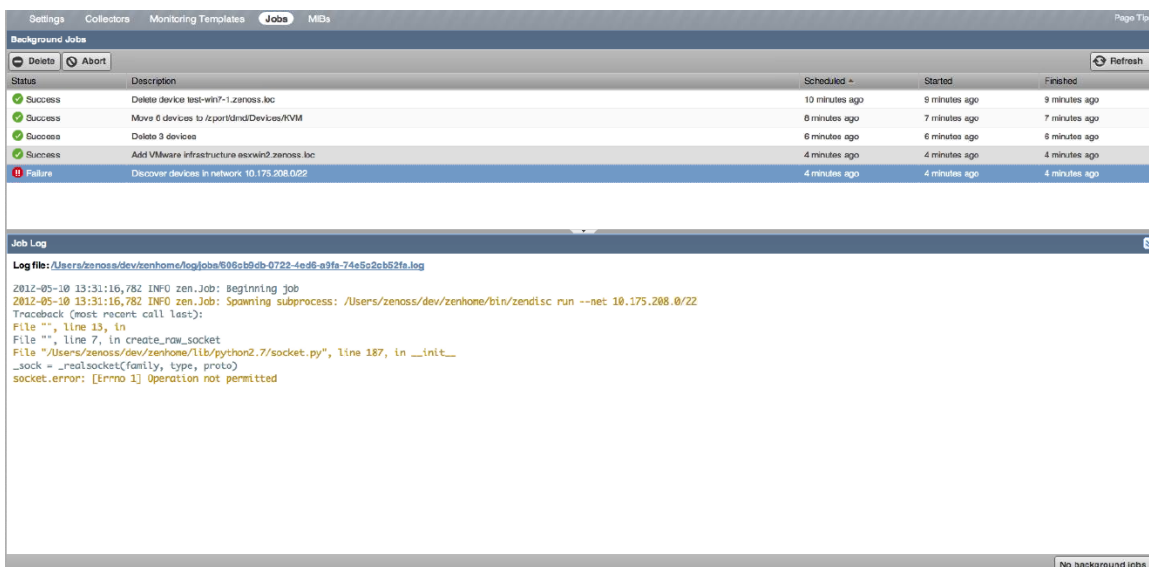 Settings Collectors Monitoring Templates Jobs MIBs Page Tip
Background Jobs
Delete Abort Refresh
Status Description Scheduled Started Finished
Success Delete device test-win7-1.zenoss.loc 10 minutes ago 9 minutes ago 9 minutes ago
Success Move 6 devices to /zport/dmd/Devices/KVM 8 minutes ago 7 minutes ago 7 minutes ago
Success Delete 3 devices 6 minutes ago 6 minutes ago 6 minutes ago
Success Add VMware infrastructure esxwin2.zenoss.loc 4 minutes ago 4 minutes ago 4 minutes ago
Failure Discover devices in network 10.175.208.0/22 4 minutes ago 4 minutes ago 4 minutes ago
Job Log
Log file: /Users/zenoss/dev/zenhome/log/jobs/606cb9db-0722-4ed6-a9fa-74e5c2cb52fa.log
2012-05-10 13:31:16,782 INFO zen.Job: Beginning job
2012-05-10 13:31:16,782 INFO zen.Job: Spawning subprocess: /Users/zenoss/dev/zenhome/bin/zendisc run --net 10.175.208.0/22
Traceback (most recent call last):
File "", line 13, in
File "", line 7, in create_raw_socket
File "/Users/zenoss/dev/zenhome/lib/python2.7/socket.py", line 187, in __init__
_sock = _realsocket(family, type, proto)
socket.error: [Errno 1] Operation not permitted
No background jobs